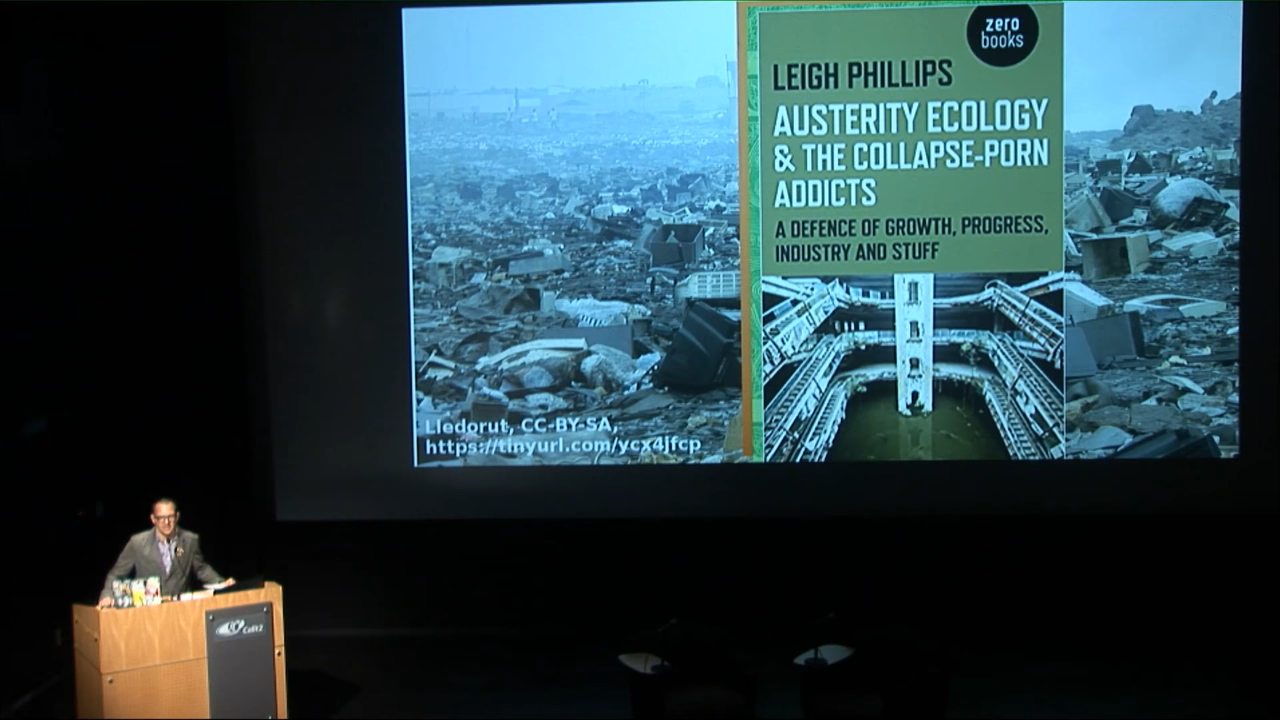 zero
books
LEIGH PHILLIPS
AUSTERITY ECOLOGY
& THE COLLAPSE-PORN
ADDICTS
A DEFENCE OF GROWTH, PROGRESS,
INDUSTRY AND STUFF
Lledorut, CC-BY-SA,
https://tinyurl.com/ycx4jfcp
Calit2